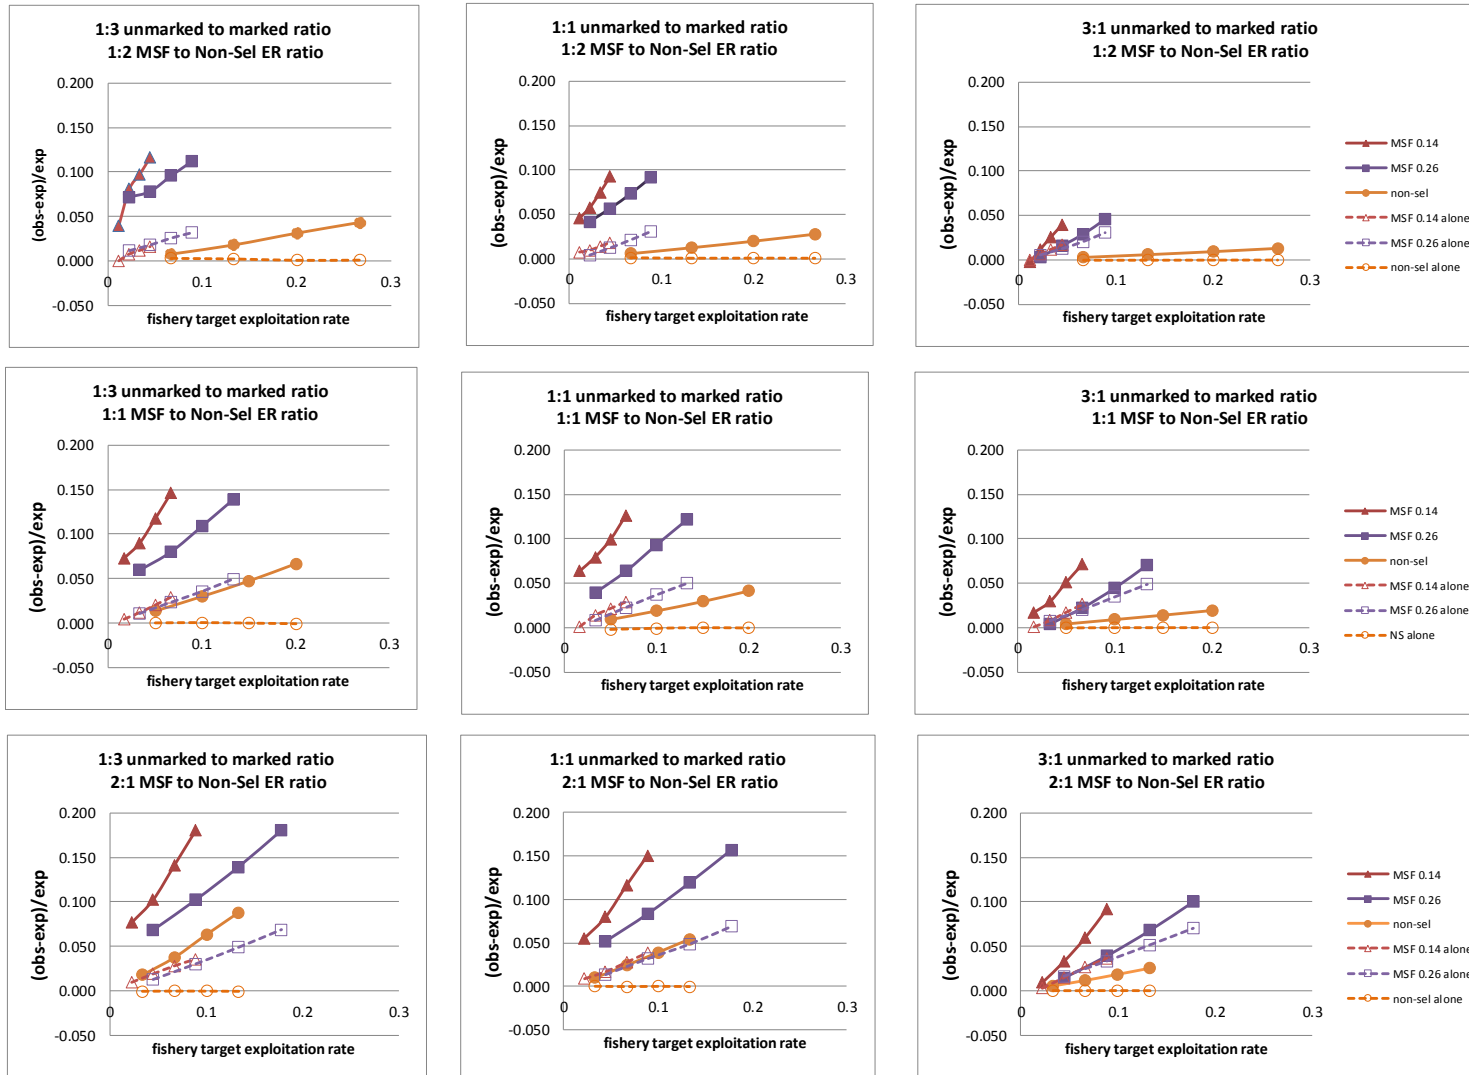 1:3 unmarked to marked ratio
1:2 MSF to Non-Sel ER ratio
0.200
0.150
0.100
0.050
0.000
-0.050
0
0.1
0.2
0.3
(obs-exp)/exp
fishery target exploitation rate
1:1 unmarked to marked ratio
1:2 MSF to Non-Sel ER ratio
0.200
0.150
0.100
0.050
0.000
-0.050
0
0.1
0.2
0.3
(obs-exp)/exp
fishery target exploitation rate
3:1 unmarked to marked ratio
1:2 MSF to Non-Sel ER ratio
0.200
0.150
0.100
0.050
0.000
-0.050
0
0.1
0.2
0.3
(obs-exp)/exp
fishery target exploitation rate
MSF 0.14
MSF 0.26
non-sel
MSF 0.14 alone
MSF 0.26 alone
non-sel alone
1:3 unmarked to marked ratio
1:1 MSF to Non-Sel ER ratio
0.200
0.150
0.100
0.050
0.000
-0.050
0
0.1
0.2
0.3
(obs-exp)/exp
fishery target exploitation rate
1:1 unmarked to marked ratio
1:1 MSF to Non-Sel ER ratio
0.200
0.150
0.100
0.050
0.000
-0.050
0
0.1
0.2
0.3
(obs-exp)/exp
fishery target exploitation rate
3:1 unmarked to marked ratio
1:1 MSF to Non-Sel ER ratio
0.200
0.150
0.100
0.050
0.000
-0.050
0
0.1
0.2
0.3
(obs-exp)/exp
fishery target exploitation rate
MSF 0.14
MSF 0.26
non-sel
MSF 0.14 alone
MSF 0.26 alone
NS alone
1:3 unmarked to marked ratio
2:1 MSF to Non-Sel ER ratio
0.200
0.150
0.100
0.050
0.000
-0.050
0
0.1
0.2
0.3
(obs-exp)/exp
fishery target exploitation rate
1:1 unmarked to marked ratio
2:1 MSF to Non-Sel ER ratio
0.200
0.150
0.100
0.050
0.000
-0.050
0
0.1
0.2
0.3
(obs-exp)/exp
fishery target exploitation rate
3:1 unmarked to marked ratio
2:1 MSF to Non-Sel ER ratio
0.200
0.150
0.100
0.050
0.000
-0.050
0
0.1
0.2
0.3
(obs-exp)/exp
fishery target exploitation rate
MSF 0.14
MSF 0.26
non-sel
MSF 0.14 alone
MSF 0.26 alone
non-sel alone